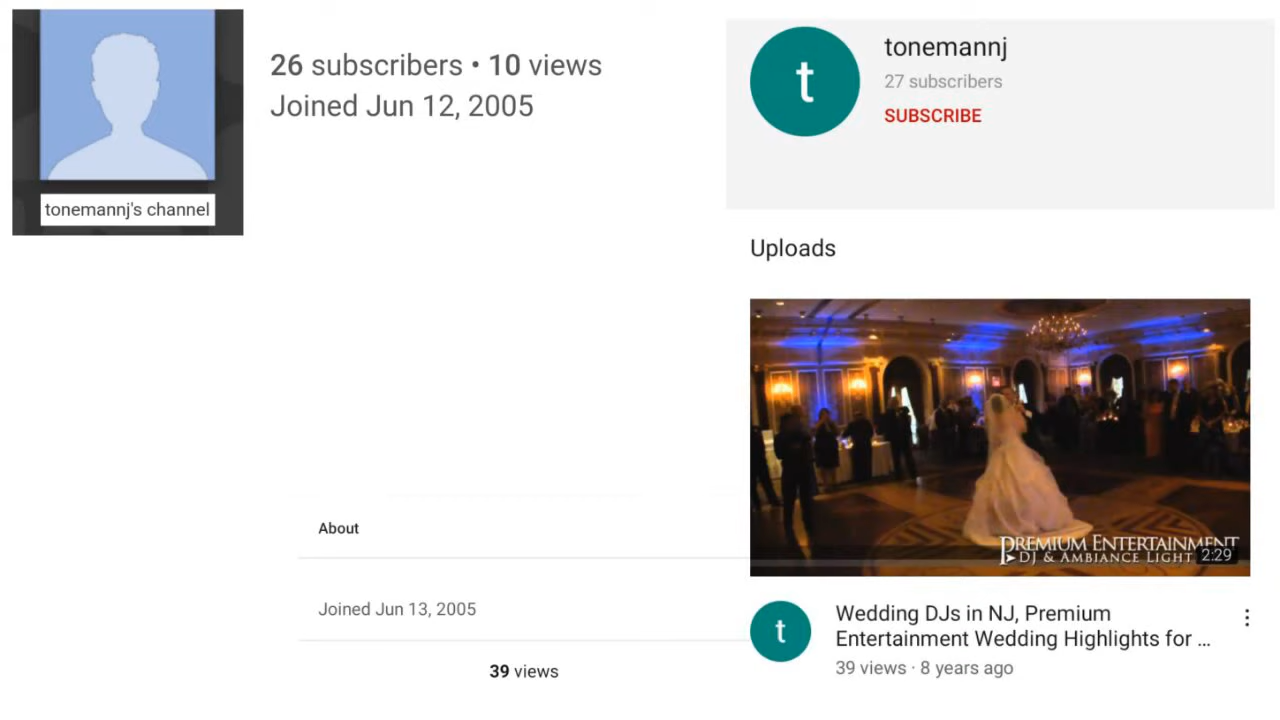 26 subscribers • 10 views
Joined Jun 12, 2005
tonemannj's channel
t
tonemannj
27 subscribers
SUBSCRIBE
Uploads
PREMIUM ENTERTAINMENT
DJ & AMBIANCE LIGHT
2:29
About
Joined Jun 13, 2005
39 views
t
Wedding DJs in NJ, Premium
Entertainment Wedding Highlights for ...
39 views · 8 years ago